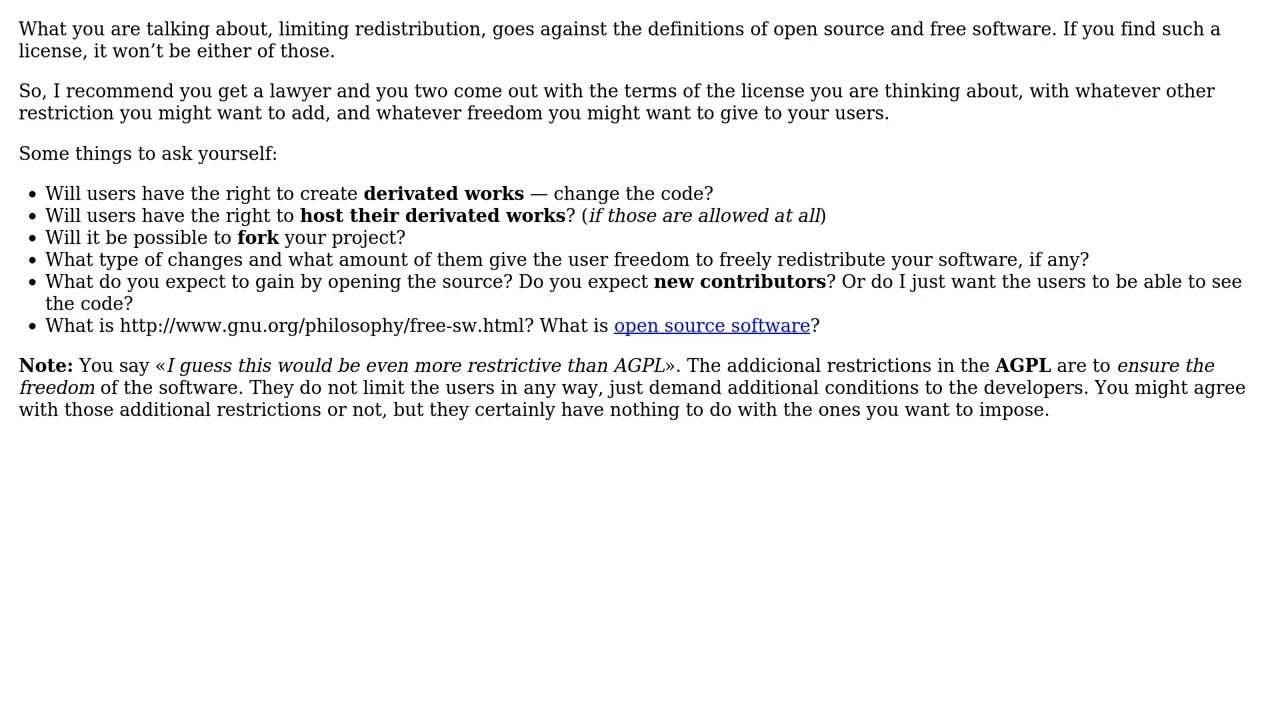 What you are talking about, limiting redistribution, goes against the definitions of open source and free software. If you find such a
license, it won’t be either of those.
So, I recommend you get a lawyer and you two come out with the terms of the license you are thinking about, with whatever other
restriction you might want to add, and whatever freedom you might want to give to your users.
Some things to ask yourself:
• Will users have the right to create derivated works — change the code?
• Will users have the right to host their derivated works? (if those are allowed at all)
• Will it be possible to fork your project?
• What type of changes and what amount of them give the user freedom to freely redistribute your software, if any?
• What do you expect to gain by opening the source? Do you expect new contributors? Or do I just want the users to be able to see
the code?
• What is http://www.gnu.org/philosophy/free-sw.html? What is open source software?
Note: You say «I guess this would be even more restrictive than AGPL». The addicional restrictions in the AGPL are to ensure the
freedom of the software. They do not limit the users in any way, just demand additional conditions to the developers. You might agree
with those additional restrictions or not, but they certainly have nothing to do with the ones you want to impose.